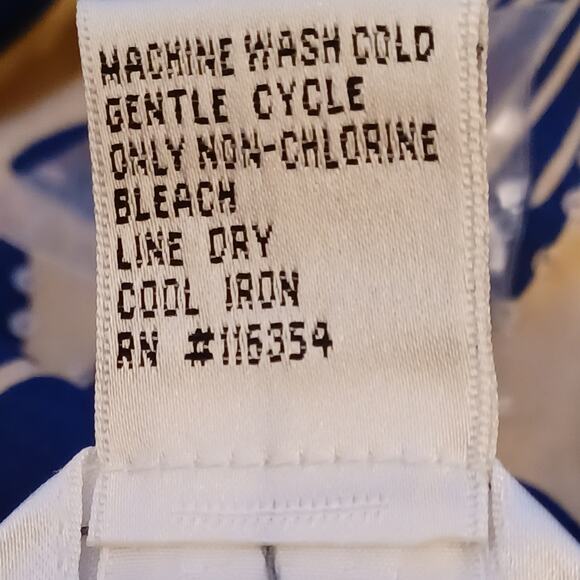 MACHINE WASH COLD
GENTLE CYCLE
ONLY NON-CHLORINE
BLEACH
LINE DRY
COOL IRON
RN #116354